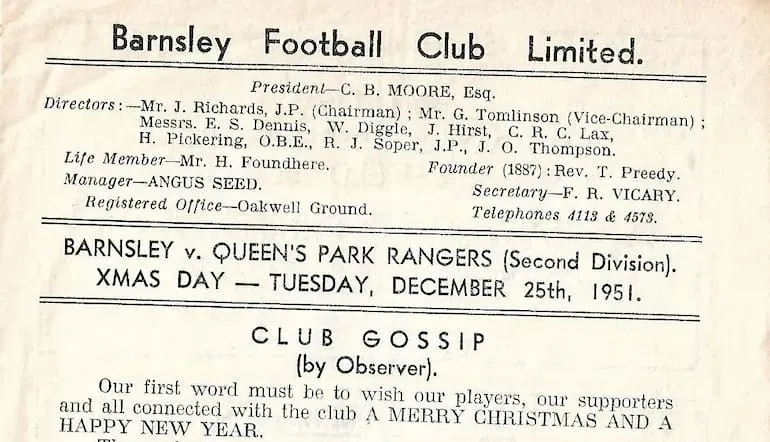 Barnsley Football Club Limited.
President—C. B. MOORE, Esq.
Directors:—Mr. J. Richards, J.P. (Chairman) ; Mr. G. Tomlinson (Vice-Chairman) ;
Messrs. E. S. Dennis, W. Diggle, J. Hirst, C. R. C. Lax,
H. Pickering, O.B.E., R. J. Soper, J.P., J. O. Thompson.
Life Member—Mr. H. Foundhere. Founder (1887): Rev. T. Preedy.
Manager—ANGUS SEED. Secretary—F. R. VICARY.
Registered Office—Oakwell Ground. Telephones 4113 & 4573.
BARNSLEY v. QUEEN'S PARK RANGERS (Second Division).
XMAS DAY — TUESDAY, DECEMBER 25th, 1951.
CLUB GOSSIP
(by Observer).
Our first word must be to wish our players, our supporters
and all connected with the club A MERRY CHRISTMAS AND A
HAPPY NEW YEAR.